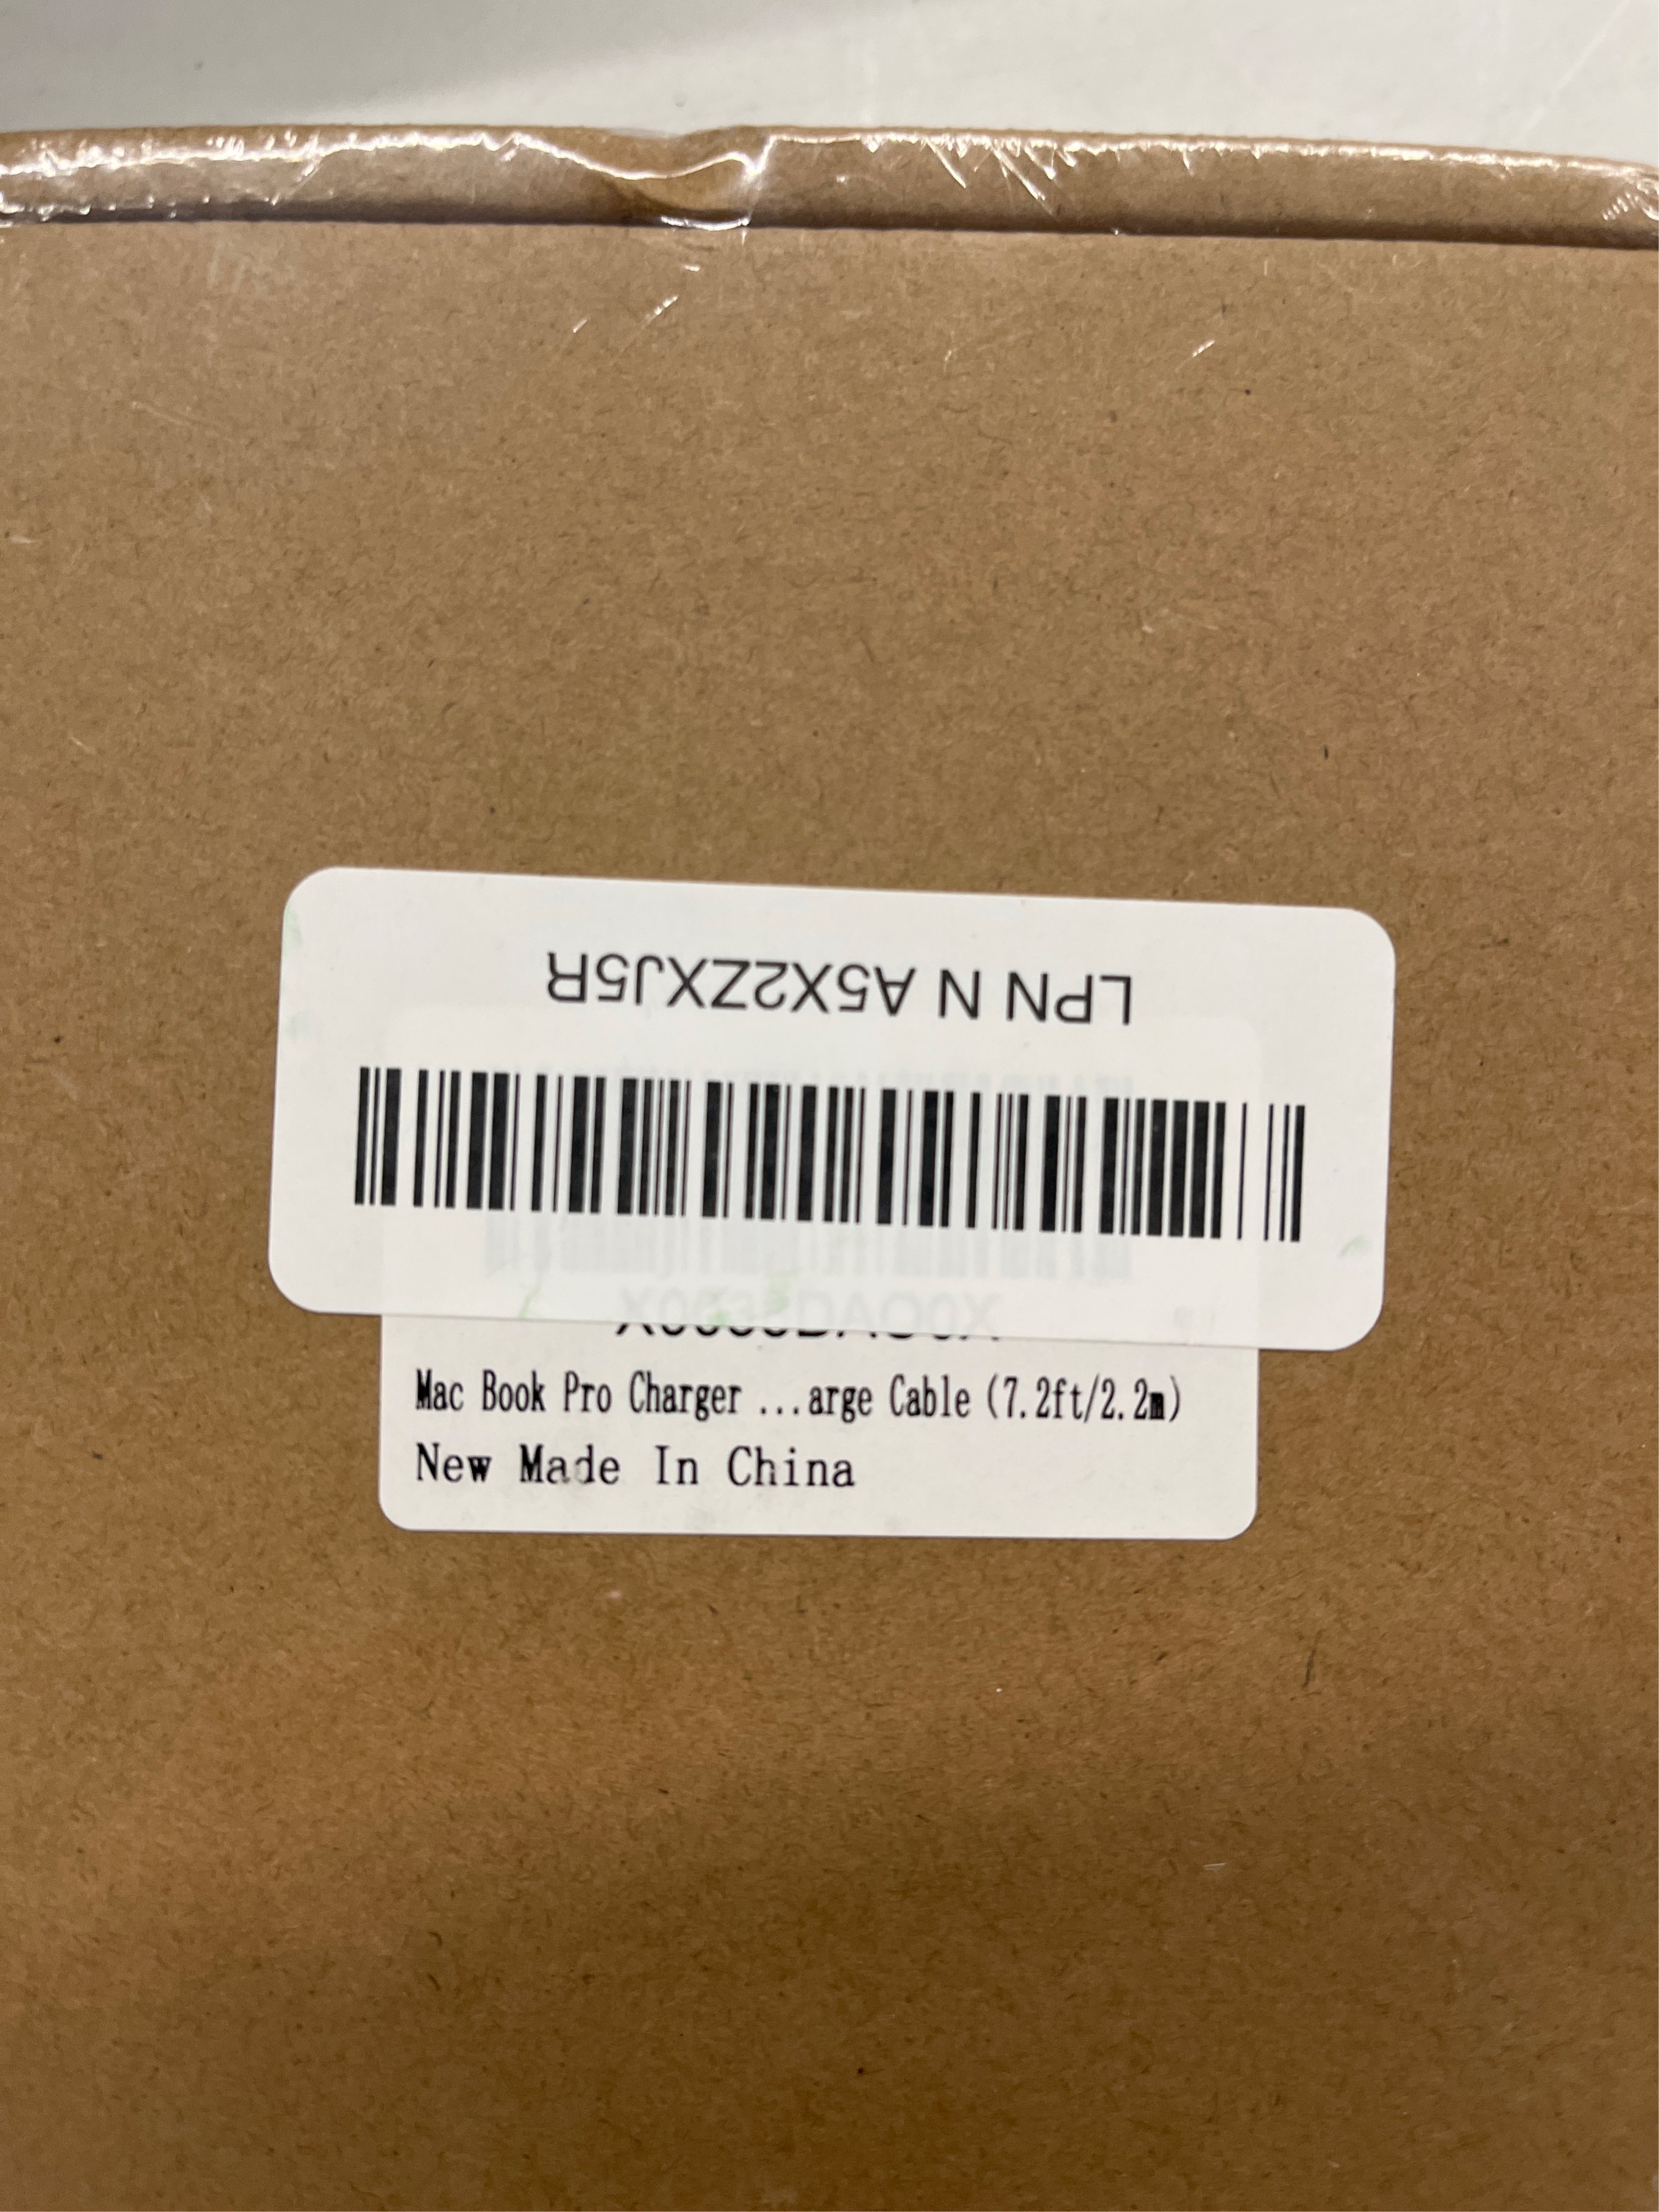 LPN N A5X2ZXJ5R
Mac Book Pro Charger ...arge Cable (7.2ft/2.2m)
New Made In China